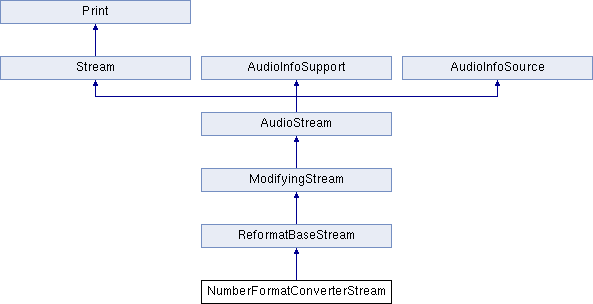 Print
Stream
AudioInfoSupport
AudioInfoSource
AudioStream
ModifyingStream
ReformatBaseStream
NumberFormatConverterStream